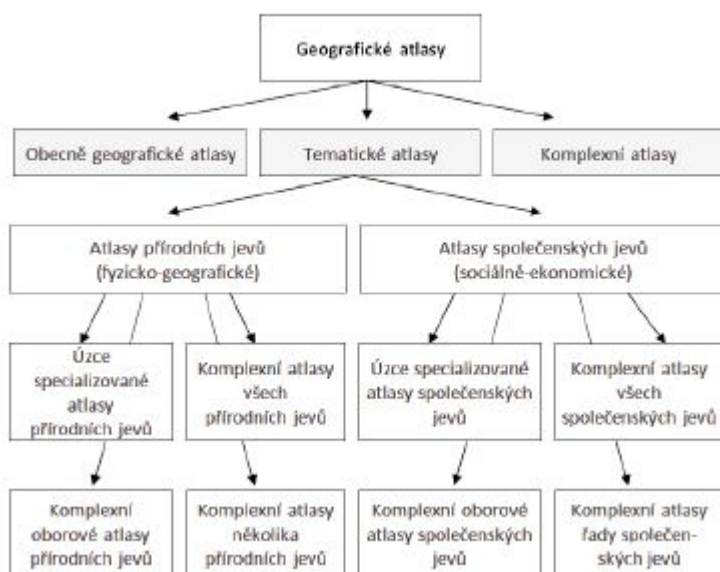 Geografické atlasy
Obecně geografické atlasy
Tematické atlasy
Komplexní atlasy
Atlasy přírodních jevů
(fyzicko-geografické)
Atlasy společenských jevů
(sociálně-ekonomické)
Úzce
specializované
atlasy
přírodních jevů
Komplexní atlasy
všech
přírodních jevů
Úzce specializované
atlasy společenských
jevů
Komplexní atlasy
všech
společenských jevů
Komplexní
oborové atlasy
přírodních jevů
Komplexní atlasy
několika
přírodních jevů
Komplexní oborové
atlasy společenských
jevů
Komplexní atlasy
řady společen-
ských jevů